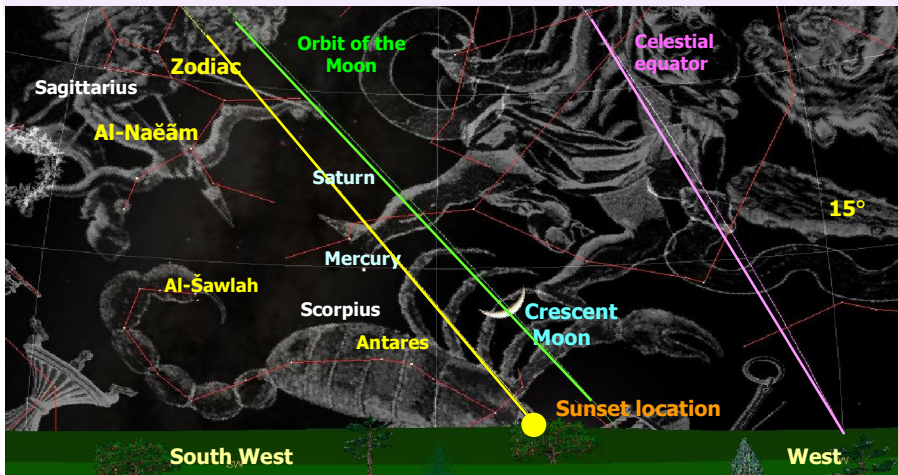 Orbit of the
Moon
Celestial
equator
Zodiac
Sagittarius
Al-Naĕãm
Saturn
15°
Mercury
Al-Šawlah
Scorpius
Crescent
Moon
Antares
Sunset location
South West
West